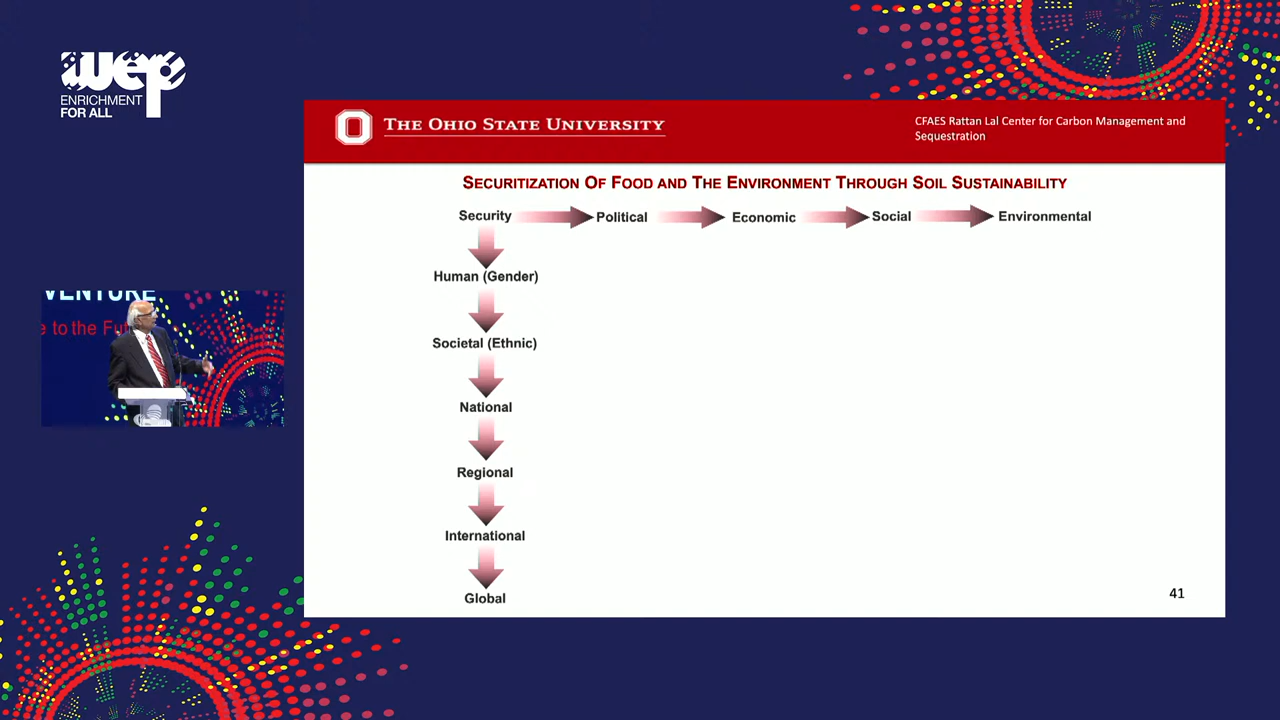 wep
ENRICHMENT
FOR ALL
THE OHIO STATE UNIVERSITY
CFAES Rattan Lal Center for Carbon Management and
Sequestration
SECURITIZATION OF FOOD AND THE ENVIRONMENT THROUGH SOIL SUSTAINABILITY
Security Political Economic Social Environmental
Human (Gender)
Societal (Ethnic)
National
Regional
International
Global
41
VENTURE
e to the Fu